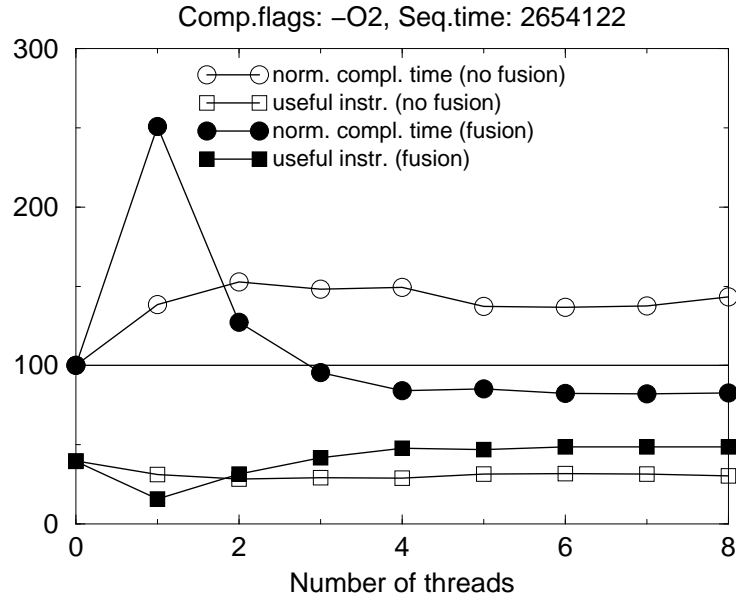 Comp.flags: −O2, Seq.time: 2654122
300
norm. compl. time (no fusion)
useful instr. (no fusion)
norm. compl. time (fusion)
useful instr. (fusion)
200
100
0
0 2 4 6 8
Number of threads